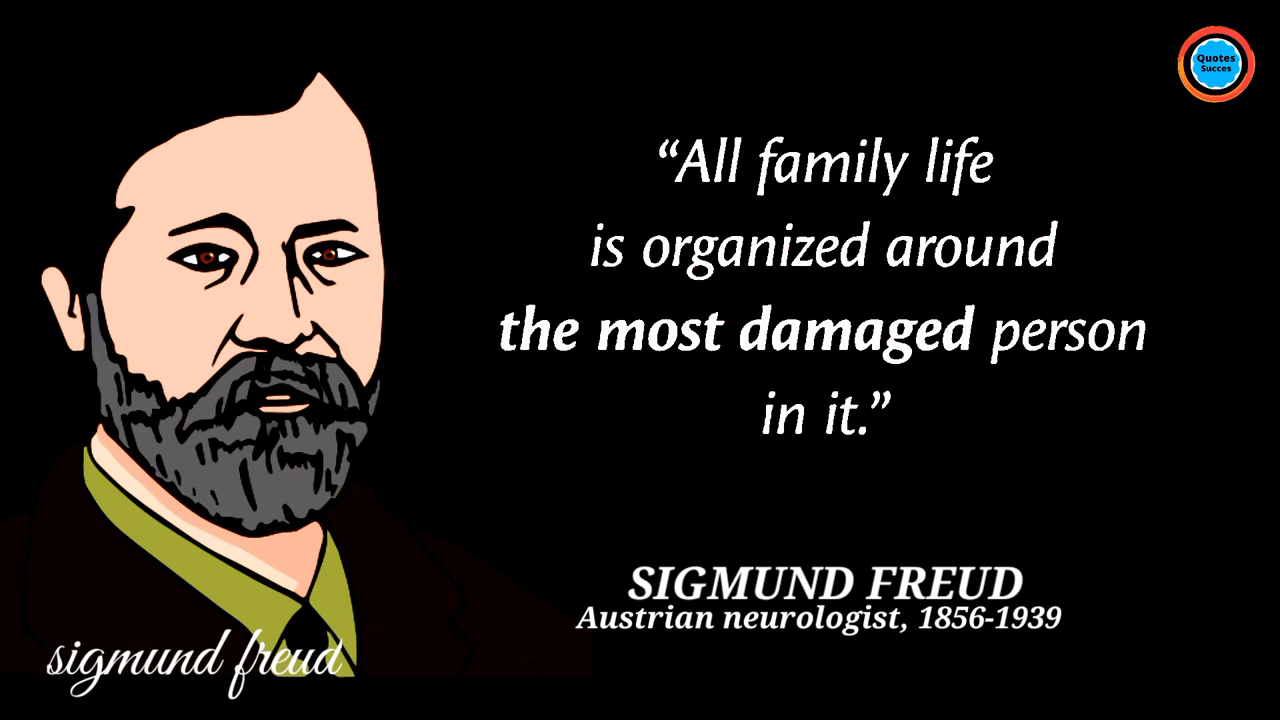 Quotes
Succes
“All family life
is organized around
the most damaged person
in it.”
SIGMUND FREUD
Austrian neurologist, 1856-1939
sigmund freud